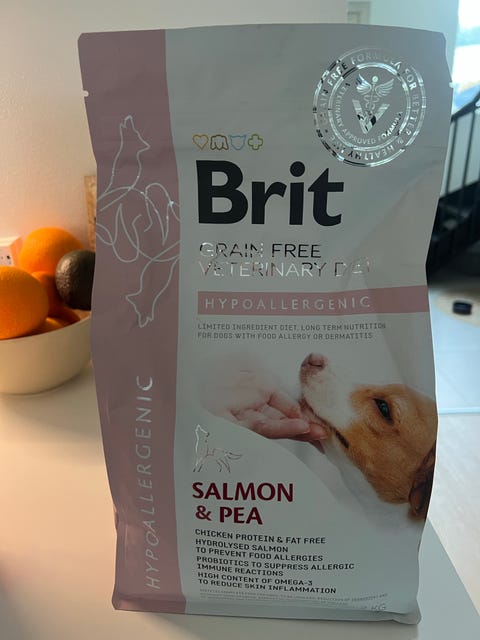 Brit
GRAIN FREE
VETERINARY DIET
HYPOALLERGENIC
LIMITED INGREDIENT DIET. LONG TERM NUTRITION
FOR DOGS WITH FOOD ALLERGY OR DERMATITIS
HYPOALLERGENIC
SALMON
& PEA
CHICKEN PROTEIN & FAT FREE
HYDROLYSED SALMON
TO PREVENT FOOD ALLERGIES
PROBIOTICS TO SUPPRESS ALLERGIC
IMMUNE REACTIONS
HIGH CONTENT OF OMEGA-3
TO REDUCE SKIN INFLAMMATION
KG